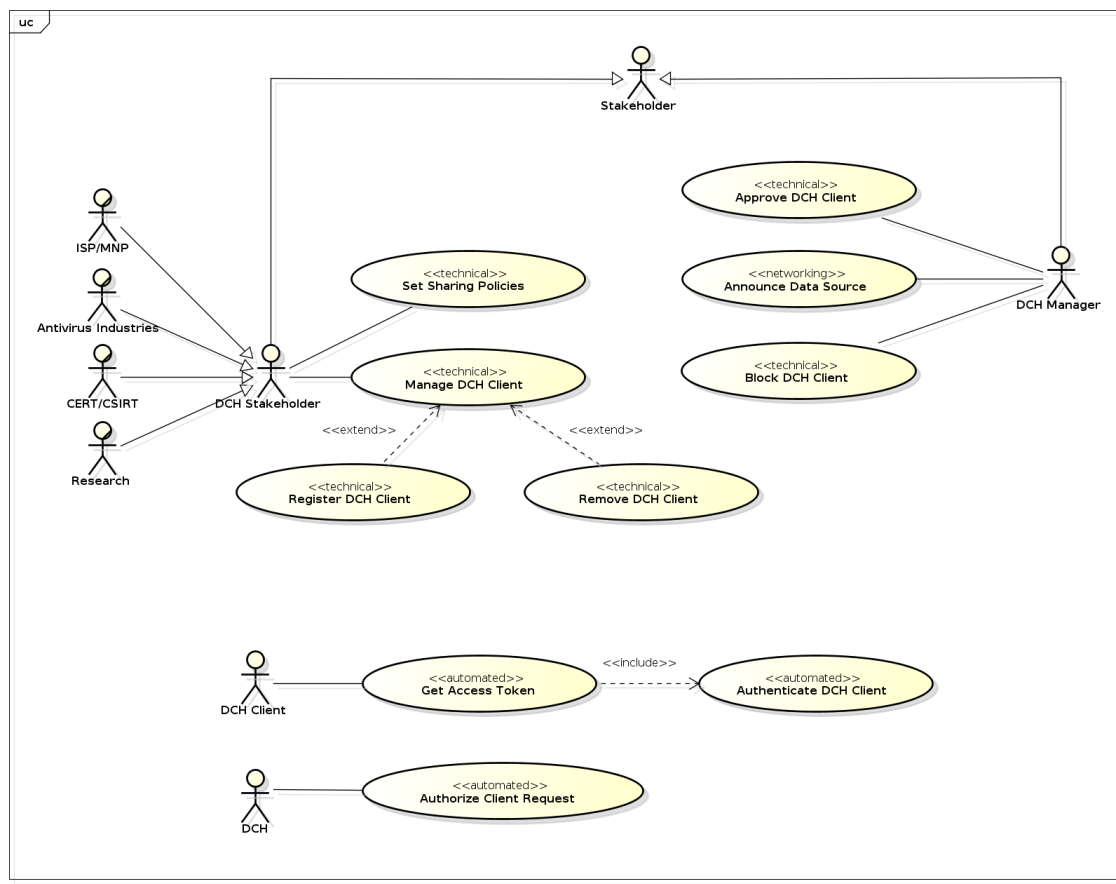 uc
Stakeholder
<<technical>>
Approve DCH Client
ISP/MNP
<<technical>>
Set Sharing Policies
<<networking>>
Announce Data Source
DCH Manager
Antivirus Industries
<<technical>>
Manage DCH Client
<<technical>>
Block DCH Client
CERT/CSIRT
DCH Stakeholder
<<extend>>
<<extend>>
Research
<<technical>>
Register DCH Client
<<technical>>
Remove DCH Client
<<automated>>
Get Access Token
<<include>>
<<automated>>
Authenticate DCH Client
DCH Client
<<automated>>
Authorize Client Request
DCH